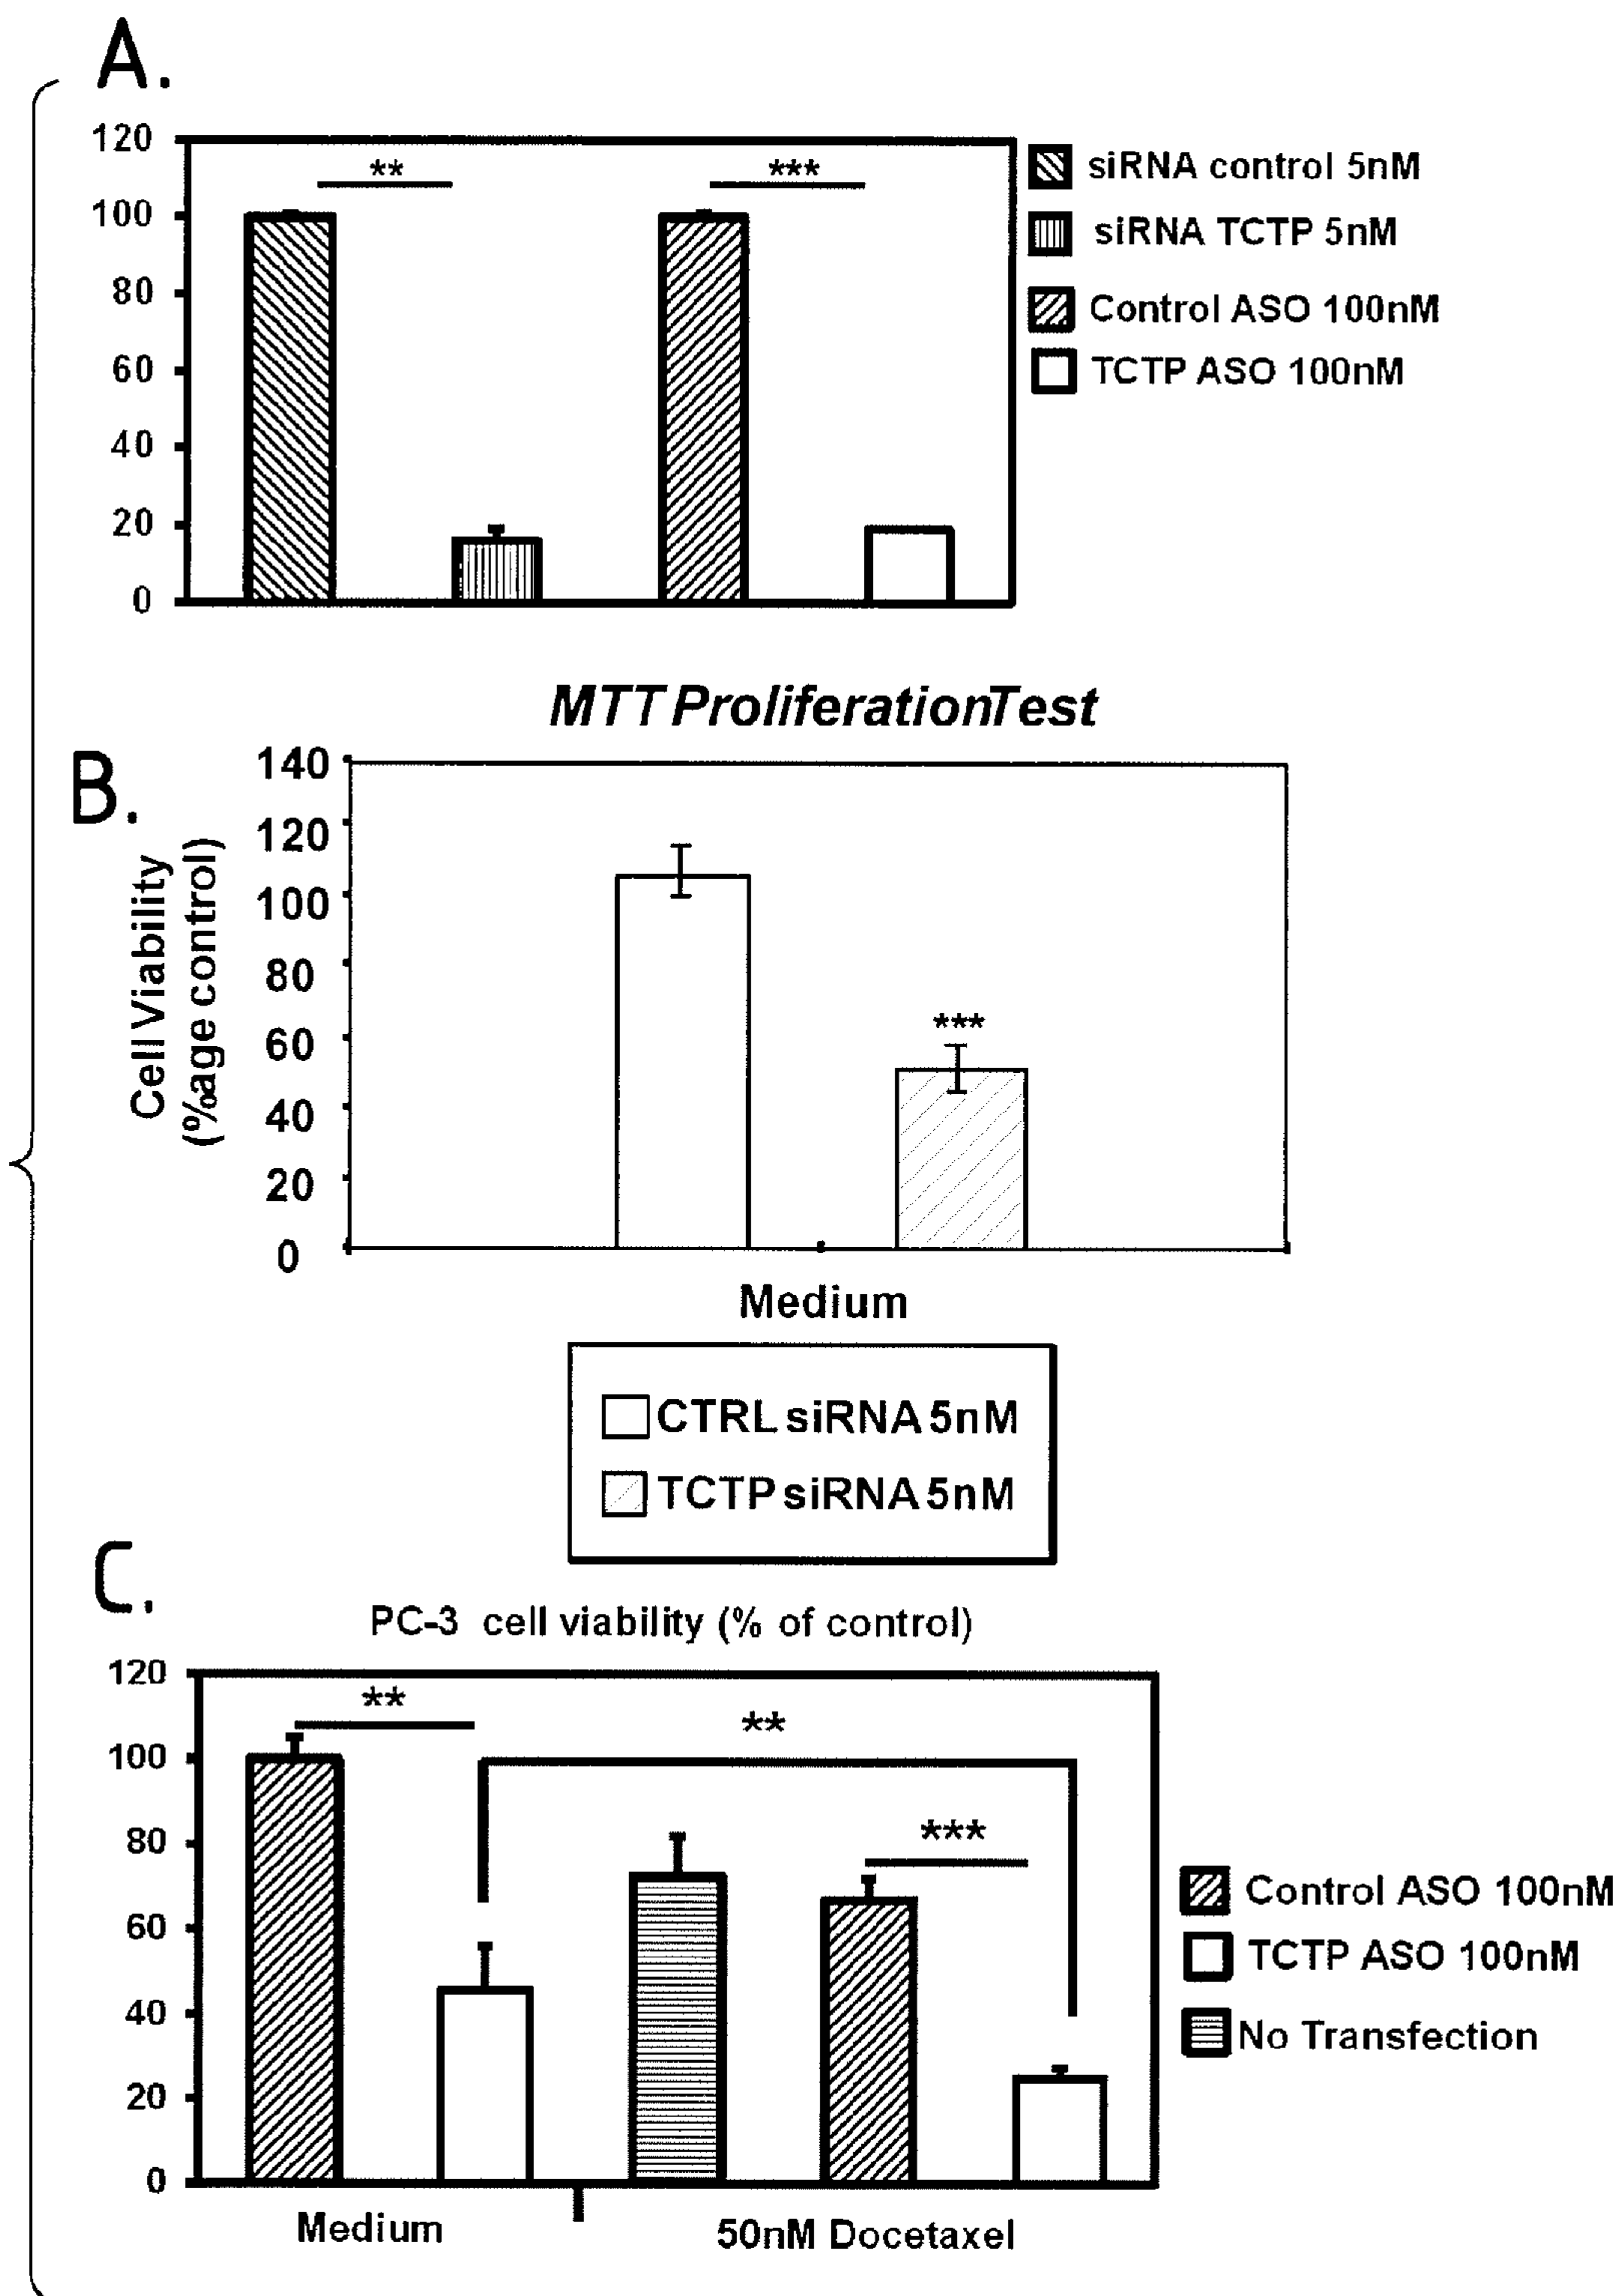 A.
120
100
80
60
40
20
0
**
***
siRNA control 5nM
siRNA TCTP 5nM
Control ASO 100nM
TCTP ASO 100nM
MTT ProliferationTest
B.
Cell Viability
(%age control)
140
120
100
80
60
40
20
0
***
Medium
CTRL siRNA 5nM
TCTP siRNA 5nM
C.
PC-3 cell viability (% of control)
120
100
80
60
40
20
0
**
**
***
Control ASO 100nM
TCTP ASO 100nM
No Transfection
Medium
50nM Docetaxel